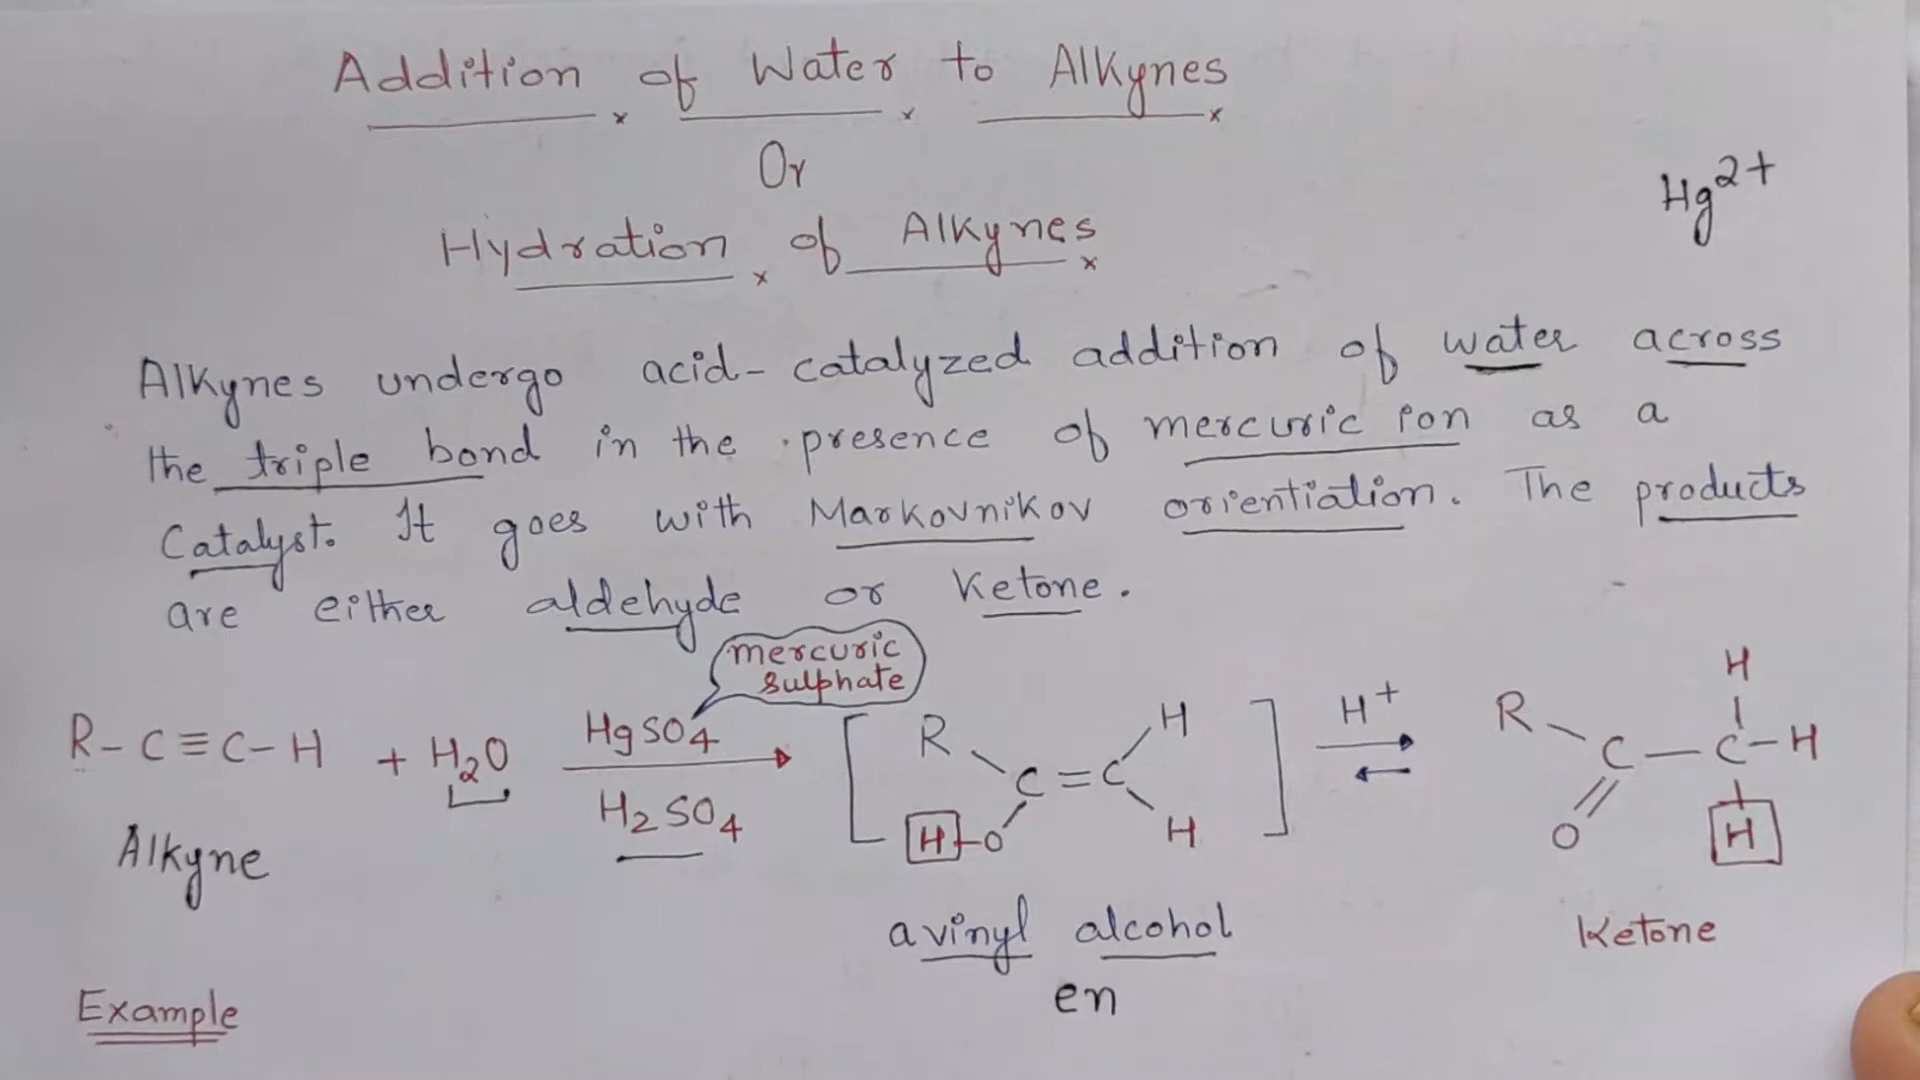 Addition of Water to Alkynes
Or
Hydration of Alkynes
Hg2+
Alkynes undergo acid-catalyzed addition of water across
the triple bond in the presence of mercuric ion as a
Catalyst. It goes with Markovnikov orientiation. The products
are either aldehyde or Ketone.
mercuric
sulphate
R-C≡C-H + H2O
HgSO4
H2SO4
R H
C=C
H-O H
H+
H
R C-C-H
O H
Alkyne
a vinyl alcohol
en
Ketone
Example